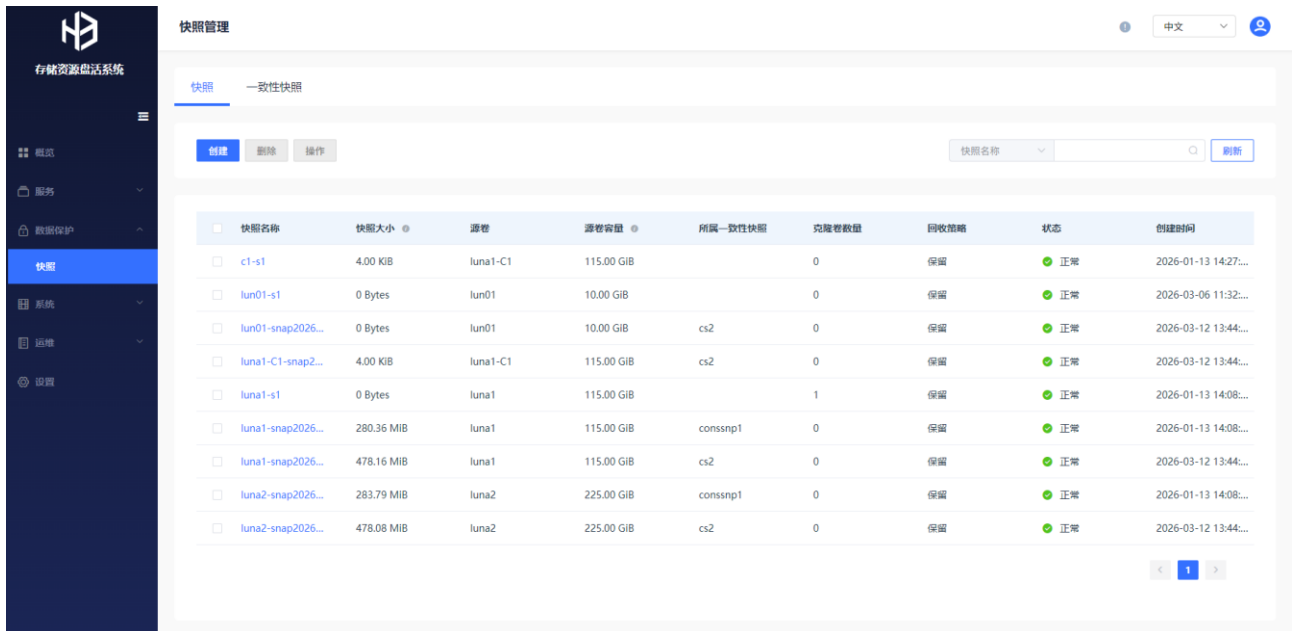 快照管理
中文
存储资源盘活系统
快照 一致性快照
概览
服务
数据保护
快照
系统
运维
设置
创建 删除 操作 快照名称 刷新
快照名称 快照大小 源卷 源卷容量 所属一致性快照 克隆卷数量 回收策略 状态 创建时间
c1-s1 4.00 KiB luna1-C1 115.00 GiB 0 保留 正常 2026-01-13 14:27:...
lun01-s1 0 Bytes lun01 10.00 GiB 0 保留 正常 2026-03-06 11:32:...
lun01-snap2026... 0 Bytes lun01 10.00 GiB cs2 0 保留 正常 2026-03-12 13:44:...
luna1-C1-snap2... 4.00 KiB luna1-C1 115.00 GiB cs2 0 保留 正常 2026-03-12 13:44:...
luna1-s1 0 Bytes luna1 115.00 GiB 1 保留 正常 2026-01-13 14:08:...
luna1-snap2026... 280.36 MiB luna1 115.00 GiB conssnp1 0 保留 正常 2026-01-13 14:08:...
luna1-snap2026... 478.16 MiB luna1 115.00 GiB cs2 0 保留 正常 2026-03-12 13:44:...
luna2-snap2026... 283.79 MiB luna2 225.00 GiB conssnp1 0 保留 正常 2026-01-13 14:08:...
luna2-snap2026... 478.08 MiB luna2 225.00 GiB cs2 0 保留 正常 2026-03-12 13:44:...
1